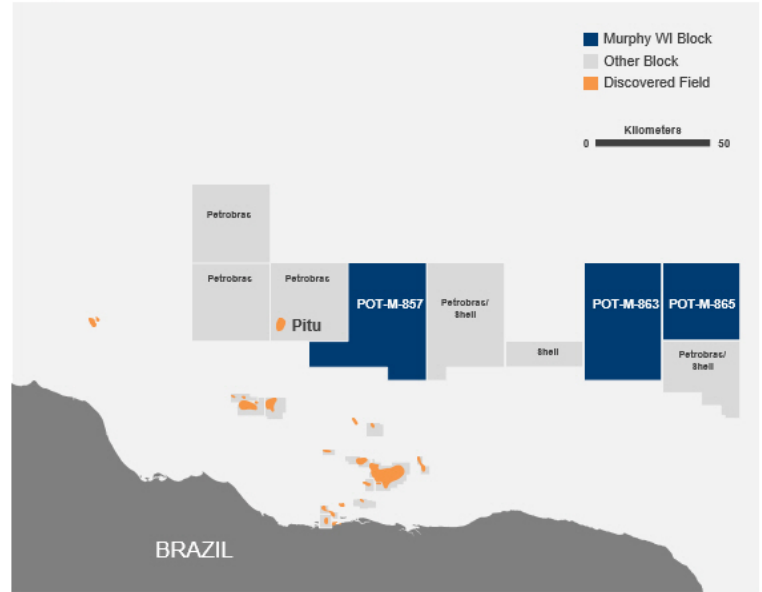 Murphy WI Block
Other Block
Discovered Field
Kilometers
0 50
Petrobras
Petrobras
Petrobras
Pitu
POT-M-857
Petrobras/
Shell
Shell
POT-M-863
POT-M-865
Petrobras/
Shell
BRAZIL